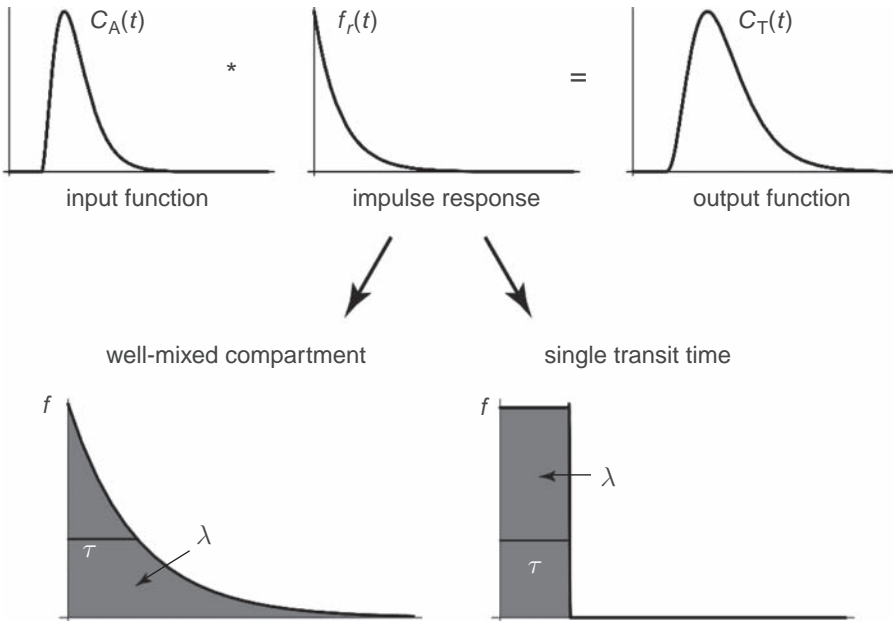 C_A(t) * f_r(t) = C_T(t)
input function impulse response output function
well-mixed compartment single transit time
f f
λ λ
τ τ